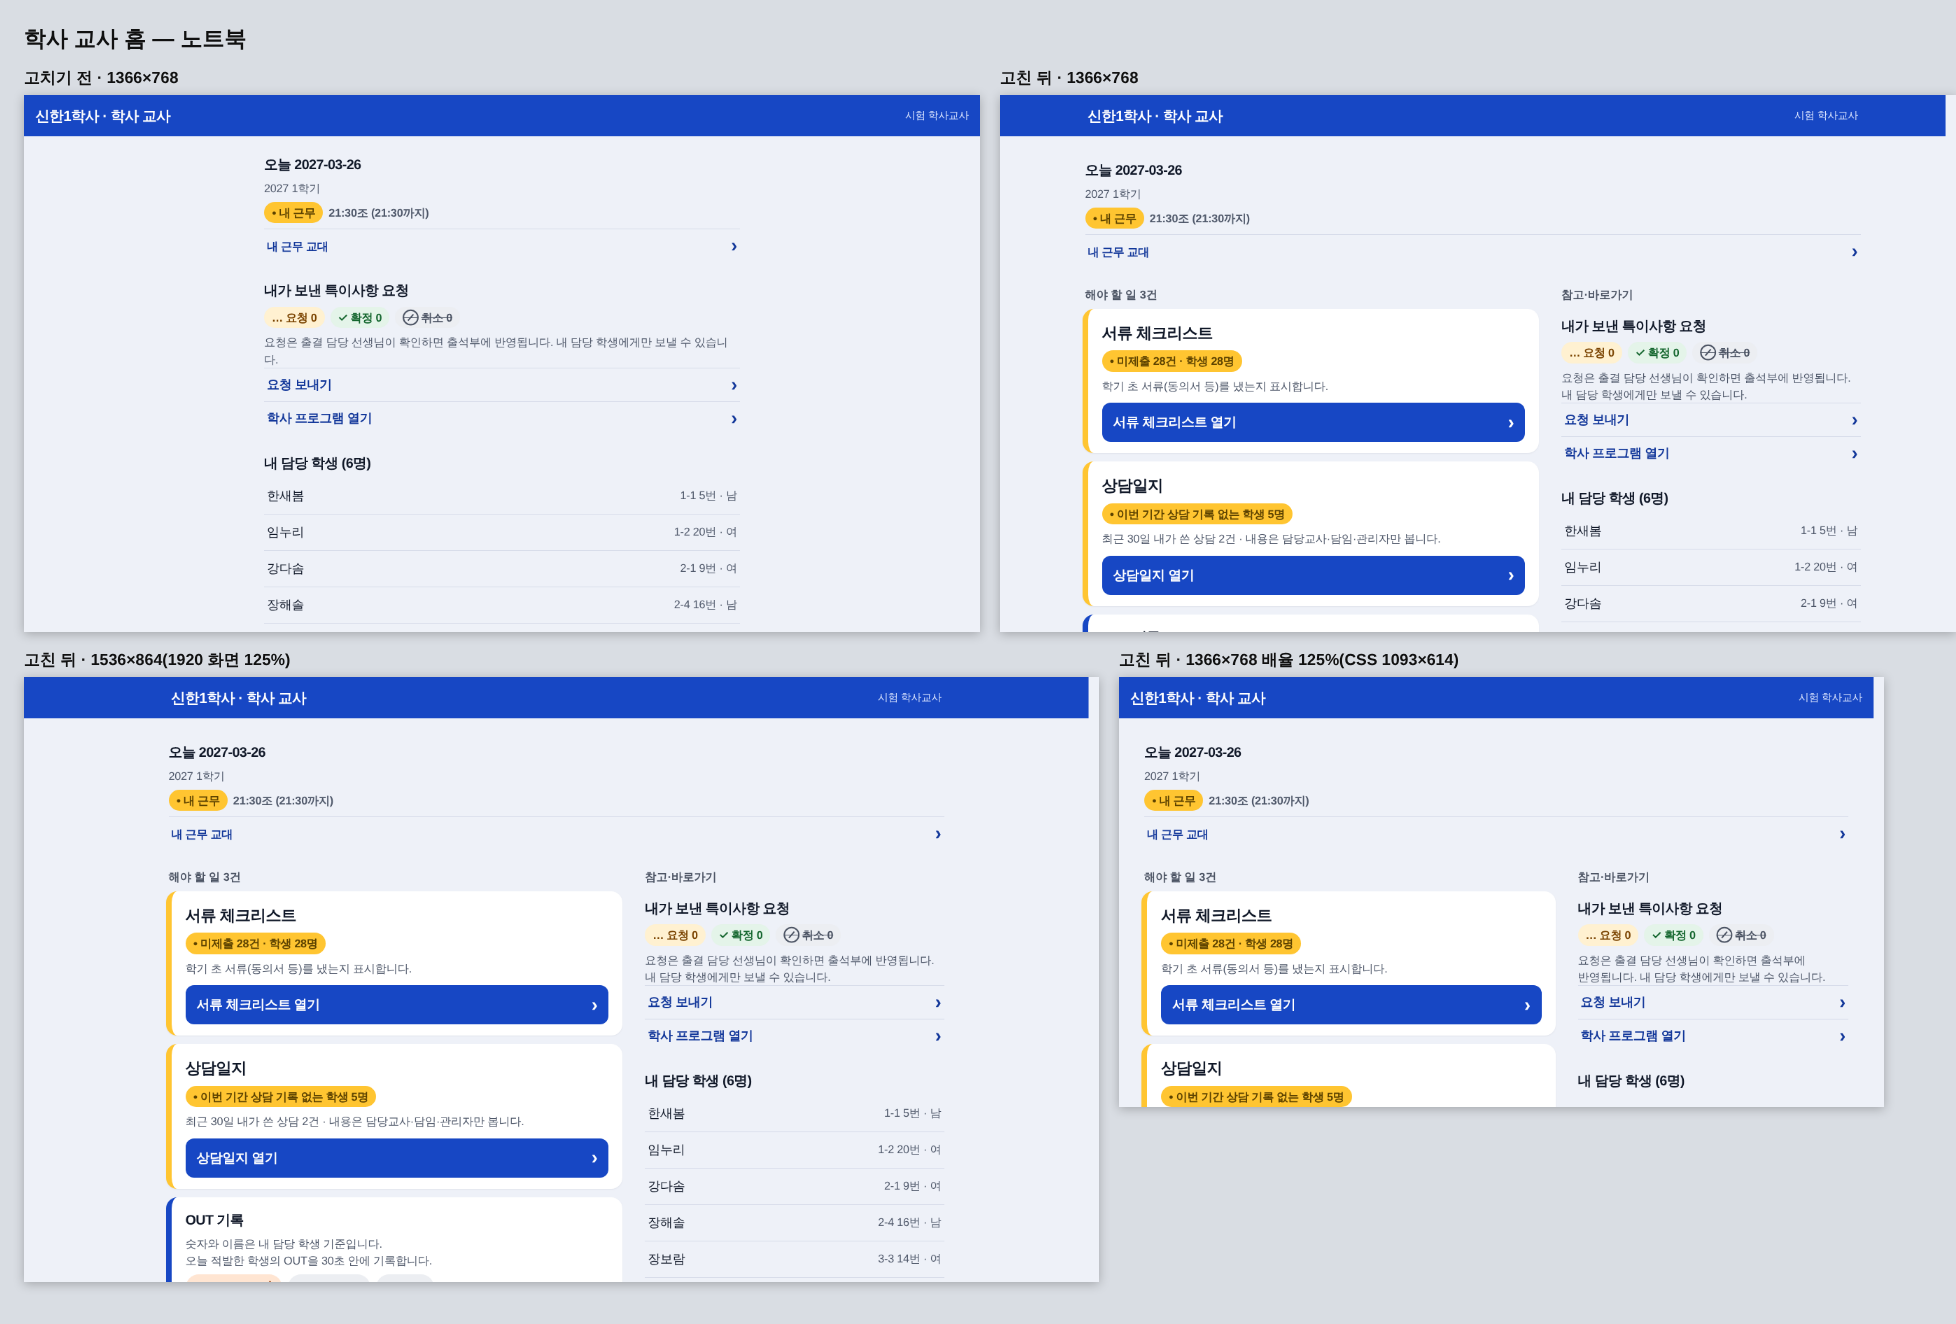 학사 교사 홈 — 노트북
고치기 전 · 1366×768
신한1학사 · 학사 교사
시험 학사교사
오늘 2027-03-26
2027 1학기
• 내 근무 21:30조 (21:30까지)
내 근무 교대 ›
내가 보낸 특이사항 요청
… 요청 0 ✓ 확정 0 취소 0
요청은 출결 담당 선생님이 확인하면 출석부에 반영됩니다. 내 담당 학생에게만 보낼 수 있습니
다.
요청 보내기 ›
학사 프로그램 열기 ›
내 담당 학생 (6명)
한새봄 1-1 5번 · 남
임누리 1-2 20번 · 여
강다솜 2-1 9번 · 여
장해솔 2-4 16번 · 남
고친 뒤 · 1366×768
신한1학사 · 학사 교사
시험 학사교사
오늘 2027-03-26
2027 1학기
• 내 근무 21:30조 (21:30까지)
내 근무 교대 ›
해야 할 일 3건
서류 체크리스트
• 미제출 28건 · 학생 28명
학기 초 서류(동의서 등)를 냈는지 표시합니다.
서류 체크리스트 열기 ›
상담일지
• 이번 기간 상담 기록 없는 학생 5명
최근 30일 내가 쓴 상담 2건 · 내용은 담당교사·담임·관리자만 봅니다.
상담일지 열기 ›
참고·바로가기
내가 보낸 특이사항 요청
… 요청 0 ✓ 확정 0 취소 0
요청은 출결 담당 선생님이 확인하면 출석부에 반영됩니다.
내 담당 학생에게만 보낼 수 있습니다.
요청 보내기 ›
학사 프로그램 열기 ›
내 담당 학생 (6명)
한새봄 1-1 5번 · 남
임누리 1-2 20번 · 여
강다솜 2-1 9번 · 여
고친 뒤 · 1536×864(1920 화면 125%)
신한1학사 · 학사 교사
시험 학사교사
오늘 2027-03-26
2027 1학기
• 내 근무 21:30조 (21:30까지)
내 근무 교대 ›
해야 할 일 3건
서류 체크리스트
• 미제출 28건 · 학생 28명
학기 초 서류(동의서 등)를 냈는지 표시합니다.
서류 체크리스트 열기 ›
상담일지
• 이번 기간 상담 기록 없는 학생 5명
최근 30일 내가 쓴 상담 2건 · 내용은 담당교사·담임·관리자만 봅니다.
상담일지 열기 ›
OUT 기록
숫자와 이름은 내 담당 학생 기준입니다.
오늘 적발한 학생의 OUT을 30초 안에 기록합니다.
참고·바로가기
내가 보낸 특이사항 요청
… 요청 0 ✓ 확정 0 취소 0
요청은 출결 담당 선생님이 확인하면 출석부에 반영됩니다.
내 담당 학생에게만 보낼 수 있습니다.
요청 보내기 ›
학사 프로그램 열기 ›
내 담당 학생 (6명)
한새봄 1-1 5번 · 남
임누리 1-2 20번 · 여
강다솜 2-1 9번 · 여
장해솔 2-4 16번 · 남
장보람 3-3 14번 · 여
고친 뒤 · 1366×768 배율 125%(CSS 1093×614)
신한1학사 · 학사 교사
시험 학사교사
오늘 2027-03-26
2027 1학기
• 내 근무 21:30조 (21:30까지)
내 근무 교대 ›
해야 할 일 3건
서류 체크리스트
• 미제출 28건 · 학생 28명
학기 초 서류(동의서 등)를 냈는지 표시합니다.
서류 체크리스트 열기 ›
상담일지
• 이번 기간 상담 기록 없는 학생 5명
참고·바로가기
내가 보낸 특이사항 요청
… 요청 0 ✓ 확정 0 취소 0
요청은 출결 담당 선생님이 확인하면 출석부에
반영됩니다. 내 담당 학생에게만 보낼 수 있습니다.
요청 보내기 ›
학사 프로그램 열기 ›
내 담당 학생 (6명)